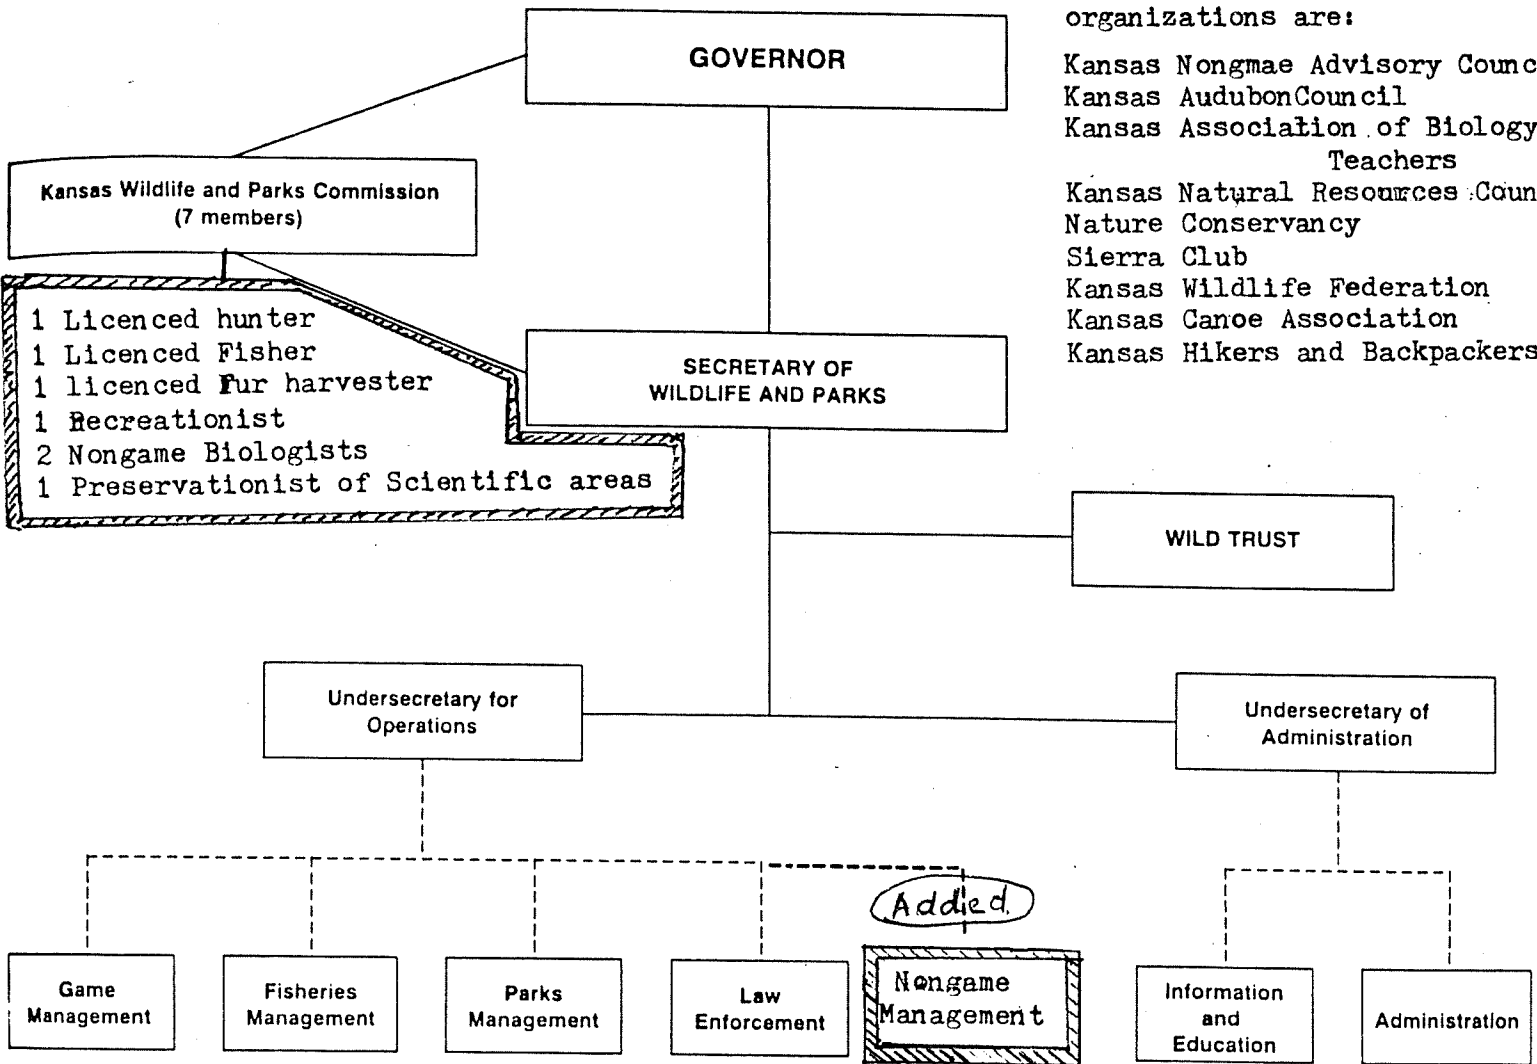 organizations are:
Kansas Nongmae Advisory Counc
Kansas AudubonCouncil
Kansas Association of Biology
Teachers
Kansas Natural Resources Coun
Nature Conservancy
Sierra Club
Kansas Wildlife Federation
Kansas Canoe Association
Kansas Hikers and Backpackers
GOVERNOR
Kansas Wildlife and Parks Commission
(7 members)
1 Licenced hunter
1 Licenced Fisher
1 licenced Fur harvester
1 Recreationist
2 Nongame Biologists
1 Preservationist of Scientific areas
SECRETARY OF
WILDLIFE AND PARKS
WILD TRUST
Undersecretary for
Operations
Undersecretary of
Administration
Added
Game
Management
Fisheries
Management
Parks
Management
Law
Enforcement
Nongame
Management
Information
and
Education
Administration